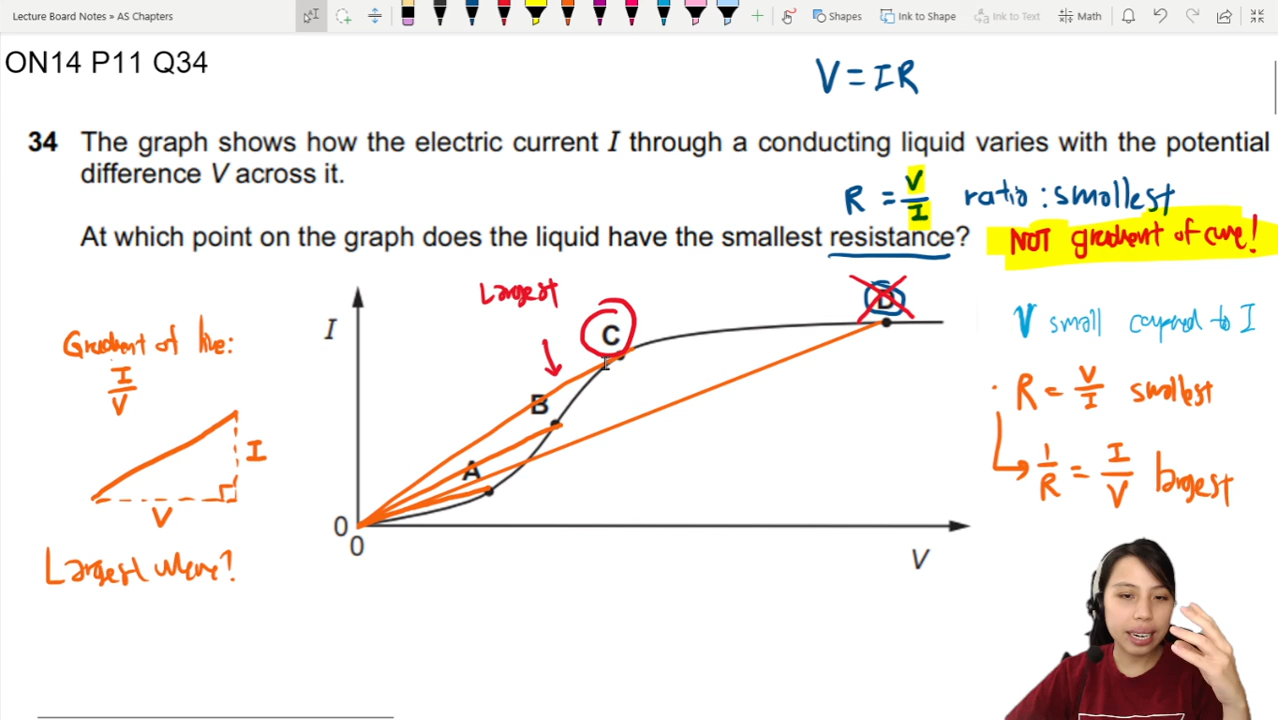 Lecture Board Notes » AS Chapters
Shapes
Ink to Shape
Ink to Text
Math
ON14 P11 Q34
V = IR
34 The graph shows how the electric current I through a conducting liquid varies with the potential
difference V across it.
R = V/I ratio : smallest
At which point on the graph does the liquid have the smallest resistance?
NOT gradient of curve!
Largest
I
C
D
V small compared to I
Gradient of line:
I/V
B
R = V/I smallest
A
I
1/R = I/V largest
V
0
0
V
Largest where?